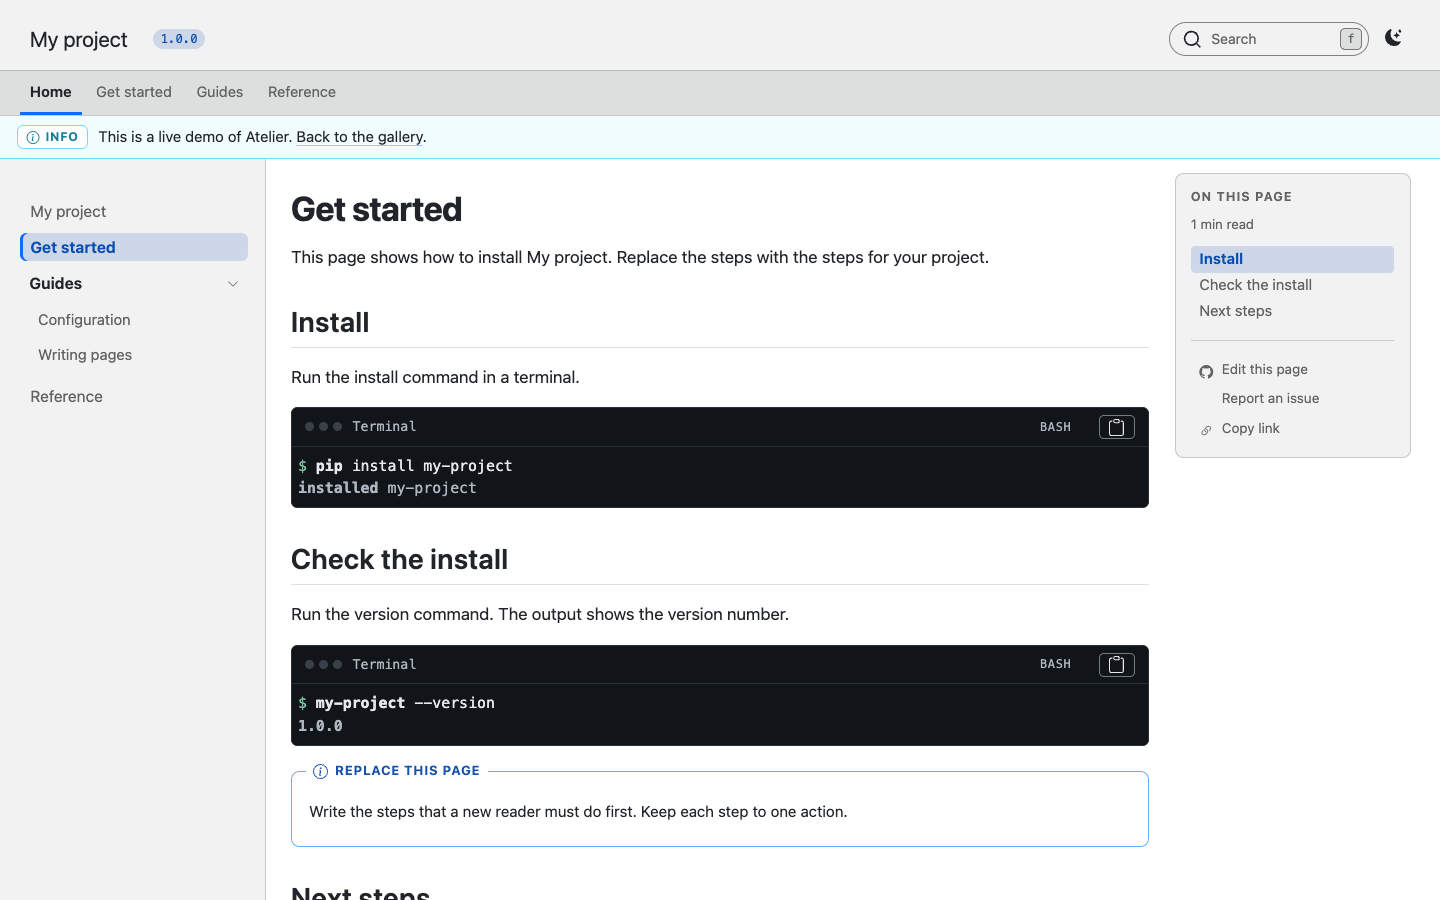 My project 1.0.0
Search f
Home Get started Guides Reference
INFO This is a live demo of Atelier. Back to the gallery.
My project
Get started
Guides
Configuration
Writing pages
Reference
Get started
This page shows how to install My project. Replace the steps with the steps for your project.
Install
Run the install command in a terminal.
Terminal BASH
$ pip install my-project
installed my-project
Check the install
Run the version command. The output shows the version number.
Terminal BASH
$ my-project --version
1.0.0
REPLACE THIS PAGE
Write the steps that a new reader must do first. Keep each step to one action.
Next steps
ON THIS PAGE
1 min read
Install
Check the install
Next steps
Edit this page
Report an issue
Copy link